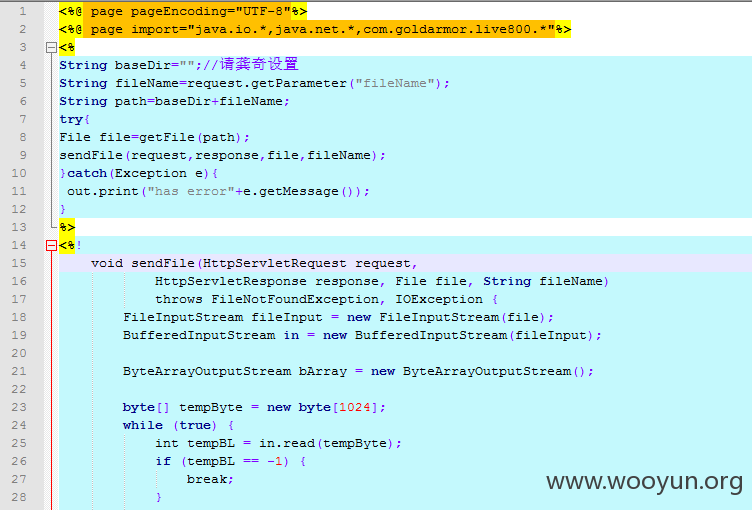 1 <%@ page pageEncoding="UTF-8"%>
2 <%@ page import="java.io.*,java.net.*,com.goldarmor.live800.*"%>
3 <%
4 String baseDir="";//请龚奇设置
5 String fileName=request.getParameter("fileName");
6 String path=baseDir+fileName;
7 try{
8 File file=getFile(path);
9 sendFile(request,response,file,fileName);
10 }catch(Exception e){
11  out.print("has error"+e.getMessage());
12 }
13 %>
14 <%!
15     void sendFile(HttpServletRequest request,
16             HttpServletResponse response, File file, String fileName)
17             throws FileNotFoundException, IOException {
18         FileInputStream fileInput = new FileInputStream(file);
19         BufferedInputStream in = new BufferedInputStream(fileInput);
20
21         ByteArrayOutputStream bArray = new ByteArrayOutputStream();
22
23         byte[] tempByte = new byte[1024];
24         while (true) {
25             int tempBL = in.read(tempByte);
26             if (tempBL == -1) {
27                 break;
28             }
www.wooyun.org